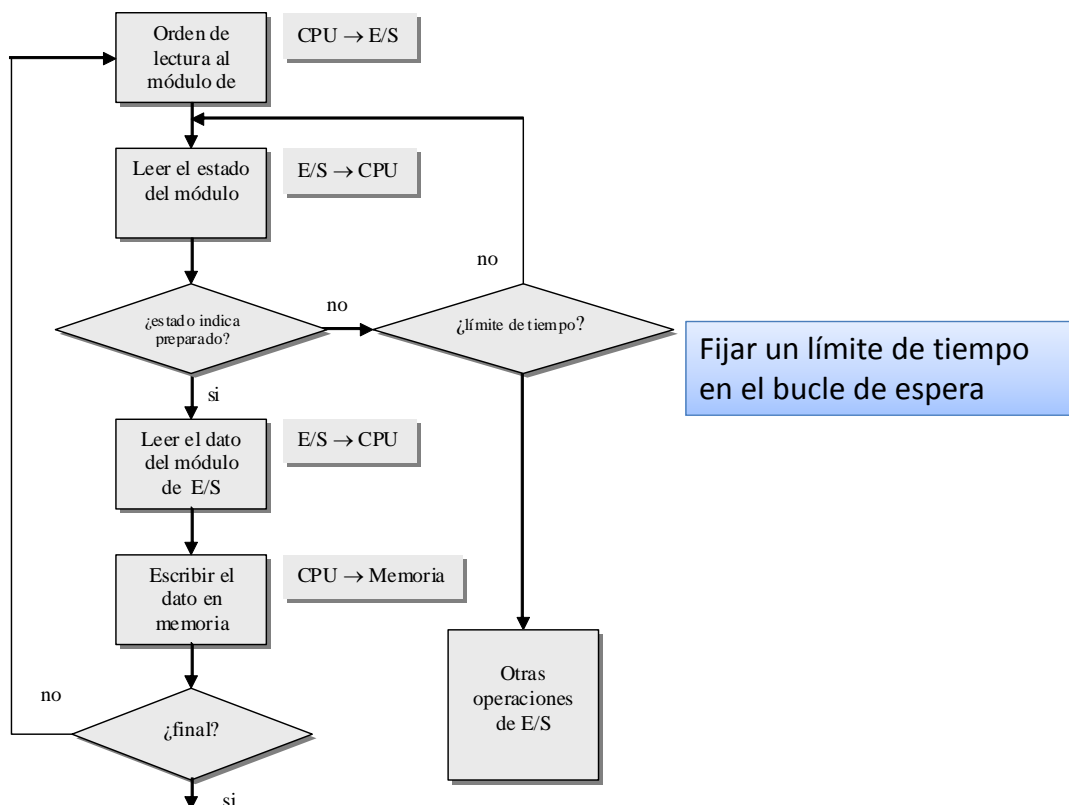 Orden de
lectura al
módulo de
CPU → E/S
Leer el estado
del módulo
E/S → CPU
no
¿estado indica
preparado?
no
¿límite de tiempo?
Fijar un límite de tiempo
en el bucle de espera
si
Leer el dato
del módulo
de E/S
E/S → CPU
Escribir el
dato en
memoria
CPU → Memoria
Otras
operaciones
de E/S
no
¿final?
si